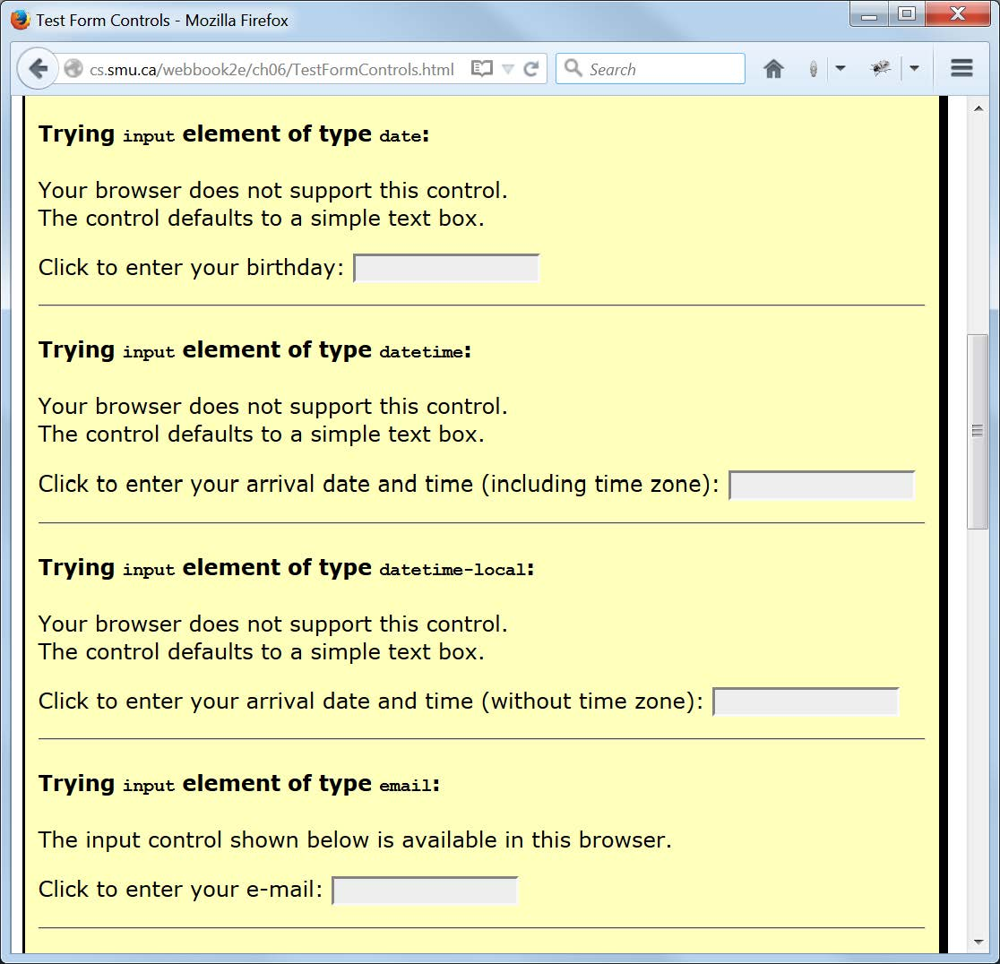 Test Form Controls - Mozilla Firefox
cs.smu.ca/webbook2e/ch06/TestFormControls.html
Search
Trying input element of type date:
Your browser does not support this control.
The control defaults to a simple text box.
Click to enter your birthday:
Trying input element of type datetime:
Your browser does not support this control.
The control defaults to a simple text box.
Click to enter your arrival date and time (including time zone):
Trying input element of type datetime-local:
Your browser does not support this control.
The control defaults to a simple text box.
Click to enter your arrival date and time (without time zone):
Trying input element of type email:
The input control shown below is available in this browser.
Click to enter your e-mail: